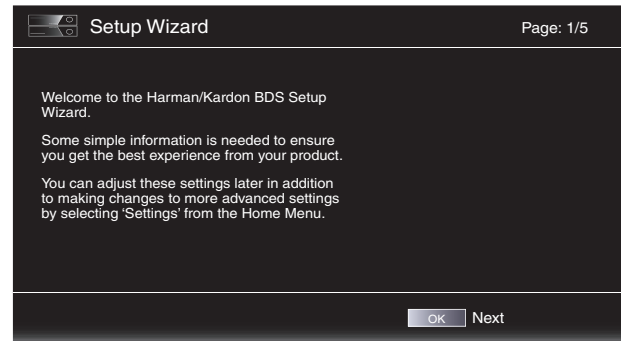 Setup Wizard
Page: 1/5
Welcome to the Harman/Kardon BDS Setup
Wizard.
Some simple information is needed to ensure
you get the best experience from your product.
You can adjust these settings later in addition
to making changes to more advanced settings
by selecting ‘Settings’ from the Home Menu.
OK Next